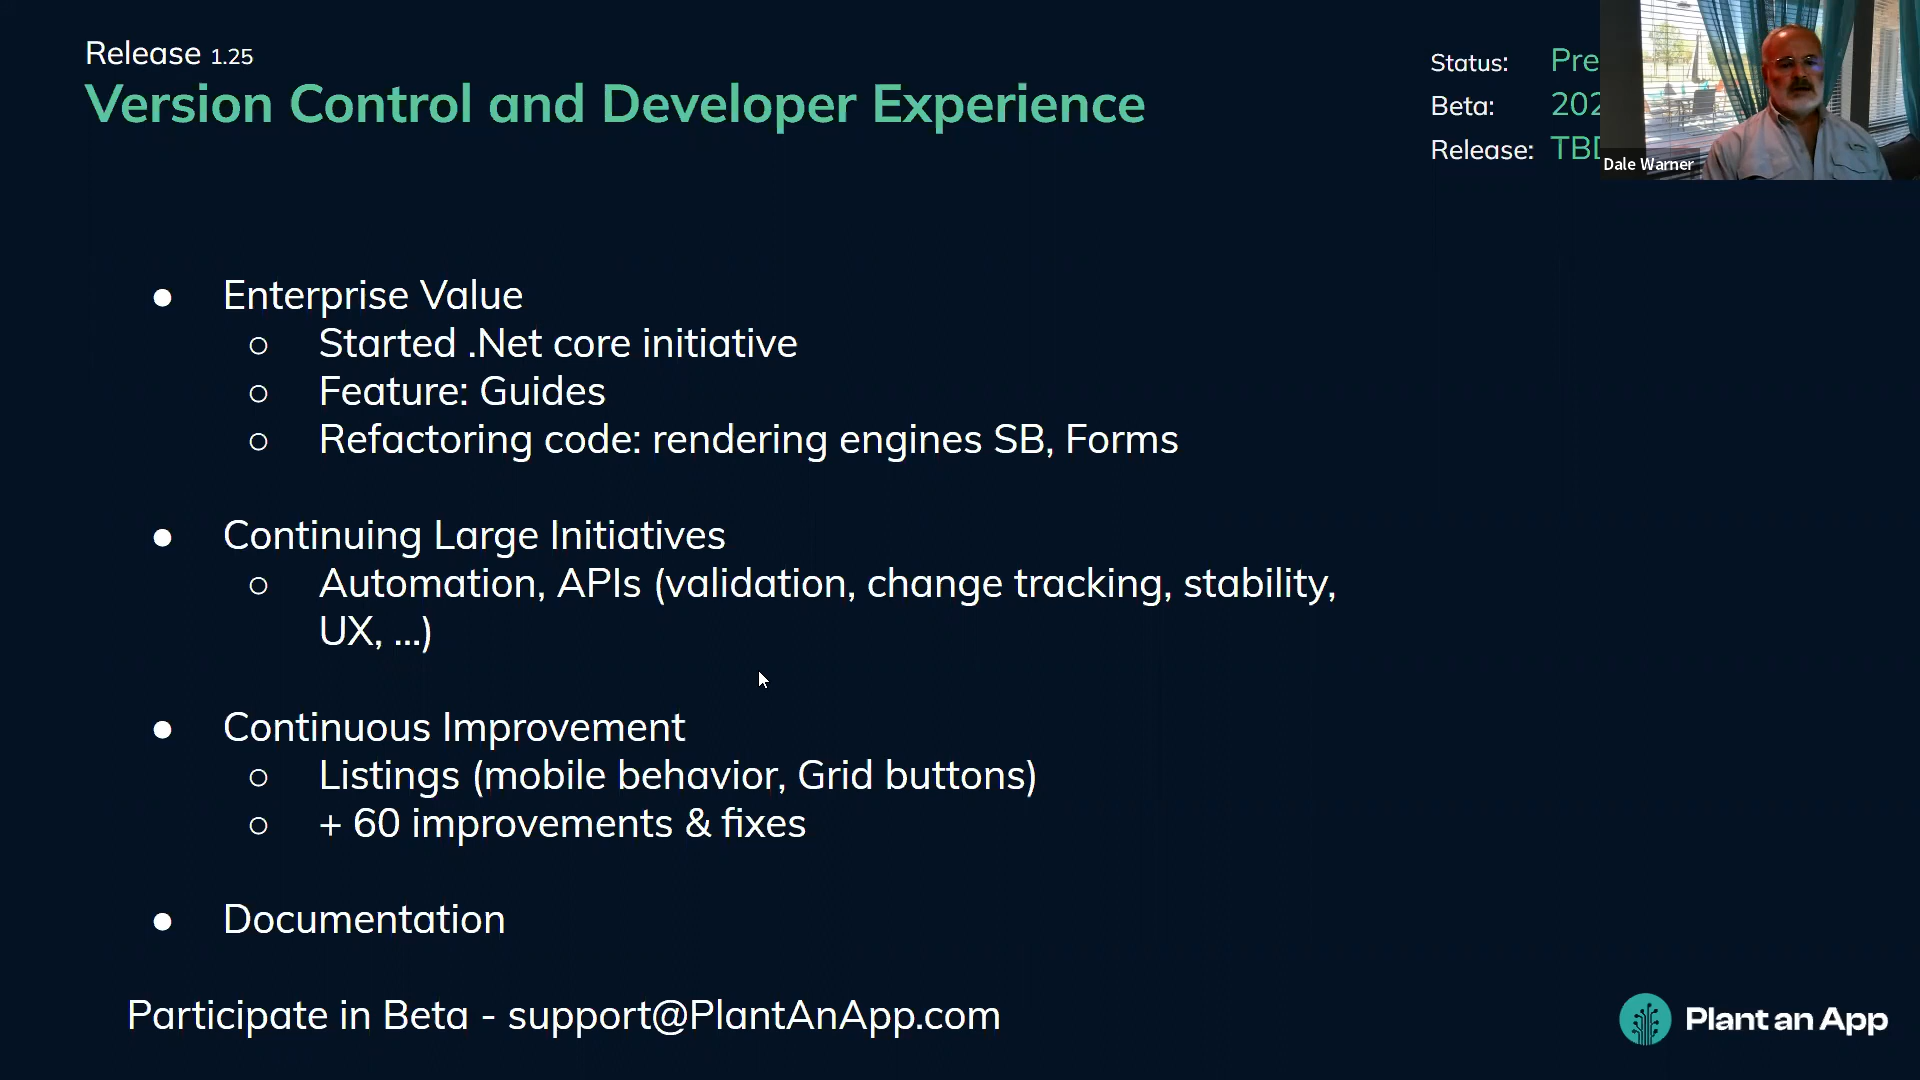 Release 1.25
Version Control and Developer Experience
Status:
Beta:
Release:
Dale Warner
● Enterprise Value
○ Started .Net core initiative
○ Feature: Guides
○ Refactoring code: rendering engines SB, Forms
● Continuing Large Initiatives
○ Automation, APIs (validation, change tracking, stability,
UX, ...)
● Continuous Improvement
○ Listings (mobile behavior, Grid buttons)
○ + 60 improvements & fixes
● Documentation
Participate in Beta - support@PlantAnApp.com
Plant an App